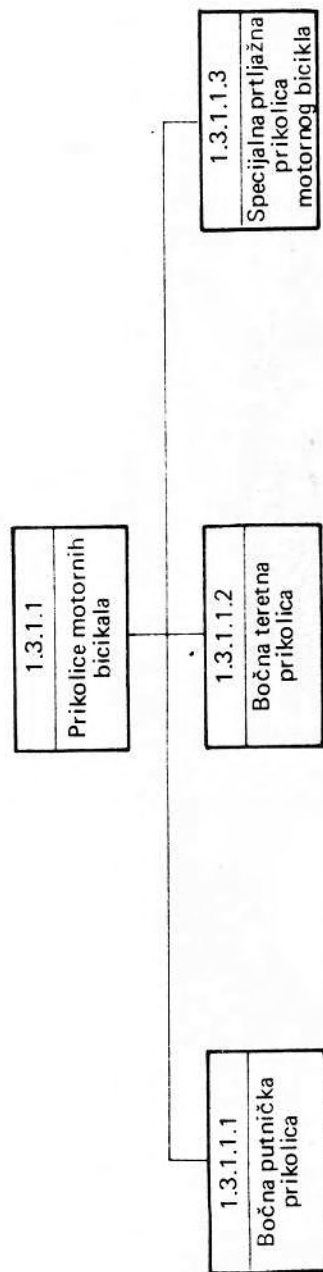 1.3.1.1
Prikolice motornih
bicikala
1.3.1.1.1
Bočna putnička
prikolica
1.3.1.1.2
Bočna teretna
prikolica
1.3.1.1.3
Specijalna prtljažna
prikolica
motornog bicikla